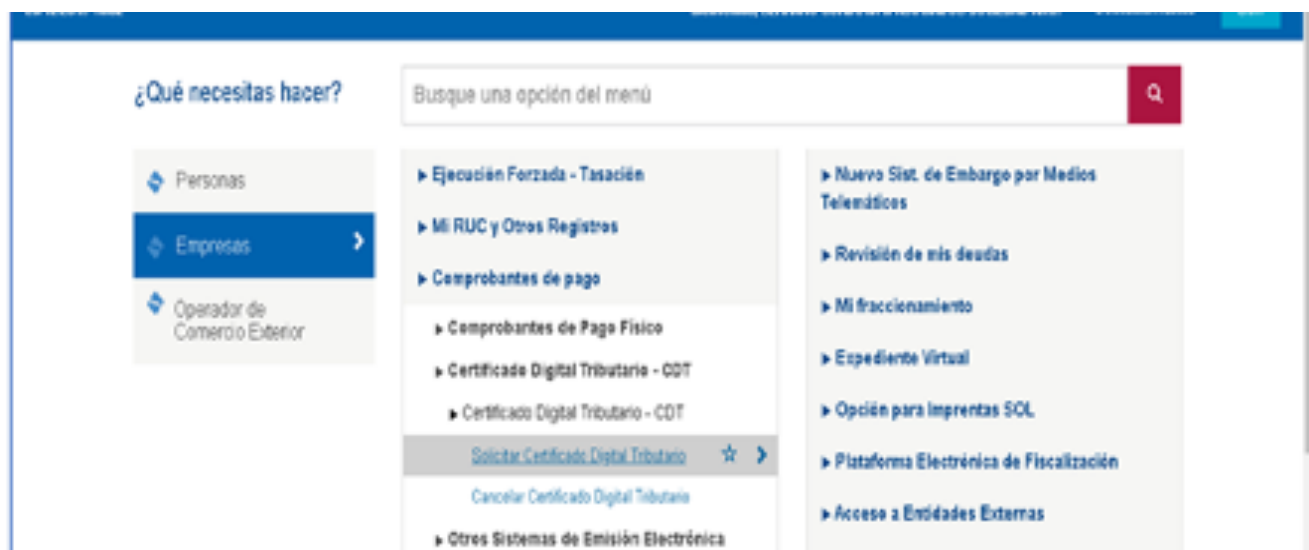 ¿Qué necesitas hacer?
Busque una opción del menú
Personas
Empresas
Operador de
Comercio Exterior
Ejecución Forzada - Tasación
Mi RUC y Otros Registros
Comprobantes de pago
Comprobantes de Pago Físico
Certificado Digital Tributario - CDT
Certificado Digital Tributario - CDT
Solicitar Certificado Digital Tributario
Cancelar Certificado Digital Tributario
Otros Sistemas de Emisión Electrónica
Nuevo Sist. de Embargo por Medios
Telemáticos
Revisión de mis deudas
Mi fraccionamiento
Expediente Virtual
Opción para Imprentas SOL
Plataforma Electrónica de Fiscalización
Acceso a Entidades Externas